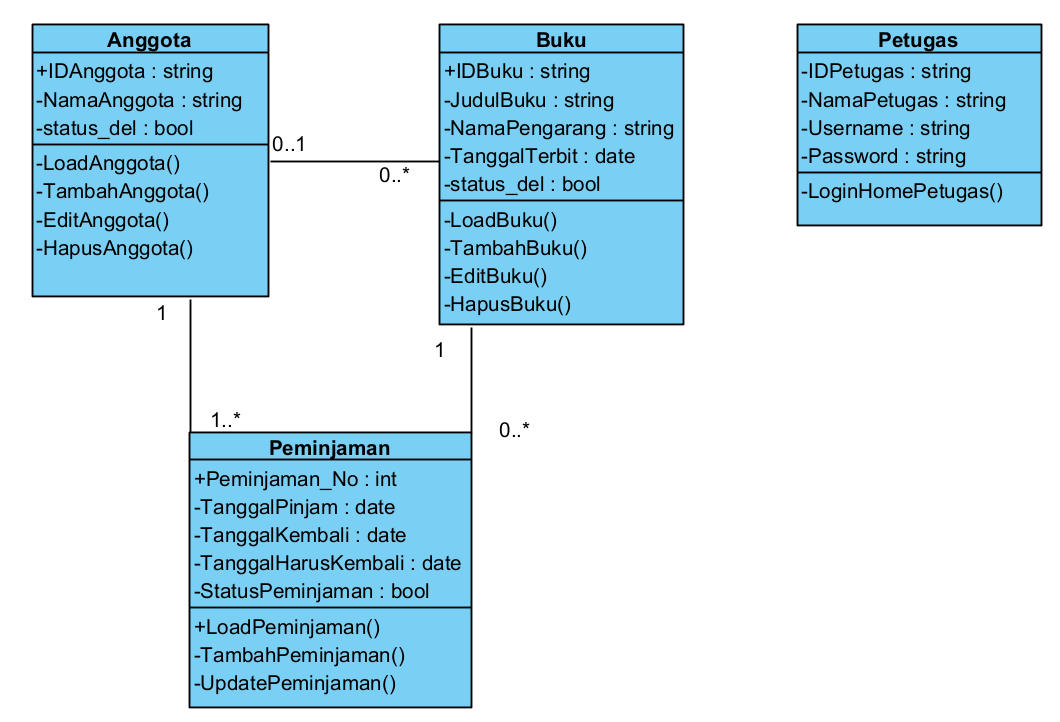 Anggota
+IDAnggota : string
-NamaAnggota : string
-status_del : bool
-LoadAnggota()
-TambahAnggota()
-EditAnggota()
-HapusAnggota()
0..1
0..*
Buku
+IDBuku : string
-JudulBuku : string
-NamaPengarang : string
-TanggalTerbit : date
-status_del : bool
-LoadBuku()
-TambahBuku()
-EditBuku()
-HapusBuku()
Petugas
-IDPetugas : string
-NamaPetugas : string
-Username : string
-Password : string
-LoginHomePetugas()
1
1..*
1
0..*
Peminjaman
+Peminjaman_No : int
-TanggalPinjam : date
-TanggalKembali : date
-TanggalHarusKembali : date
-StatusPeminjaman : bool
+LoadPeminjaman()
-TambahPeminjaman()
-UpdatePeminjaman()